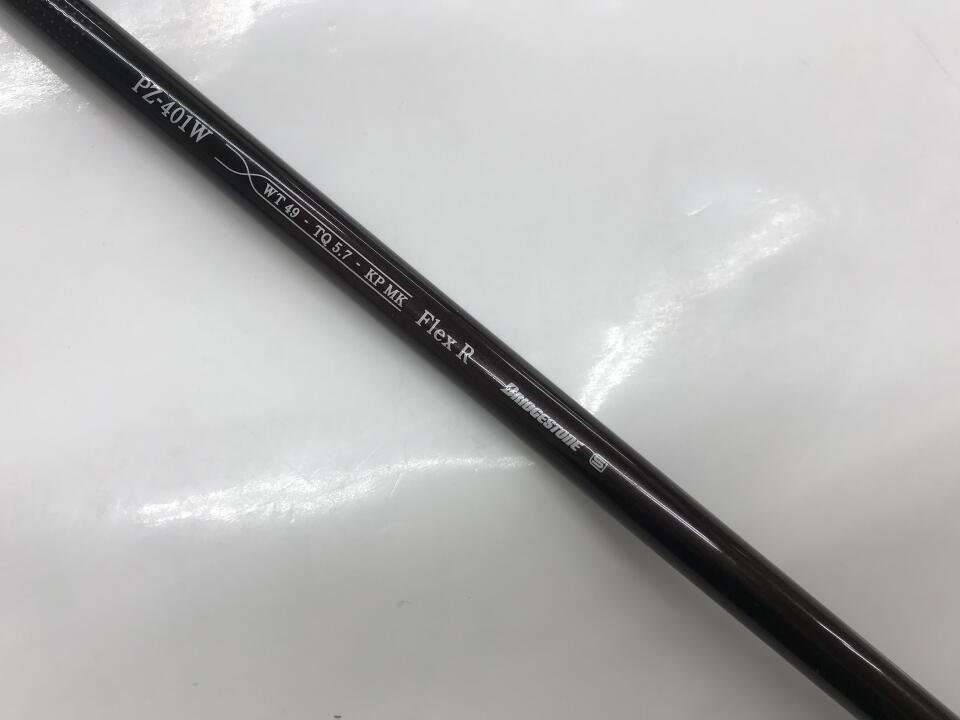 PZ-401W WT 49 - TQ 5.7 - KP MK Flex R BRIDGESTONE S